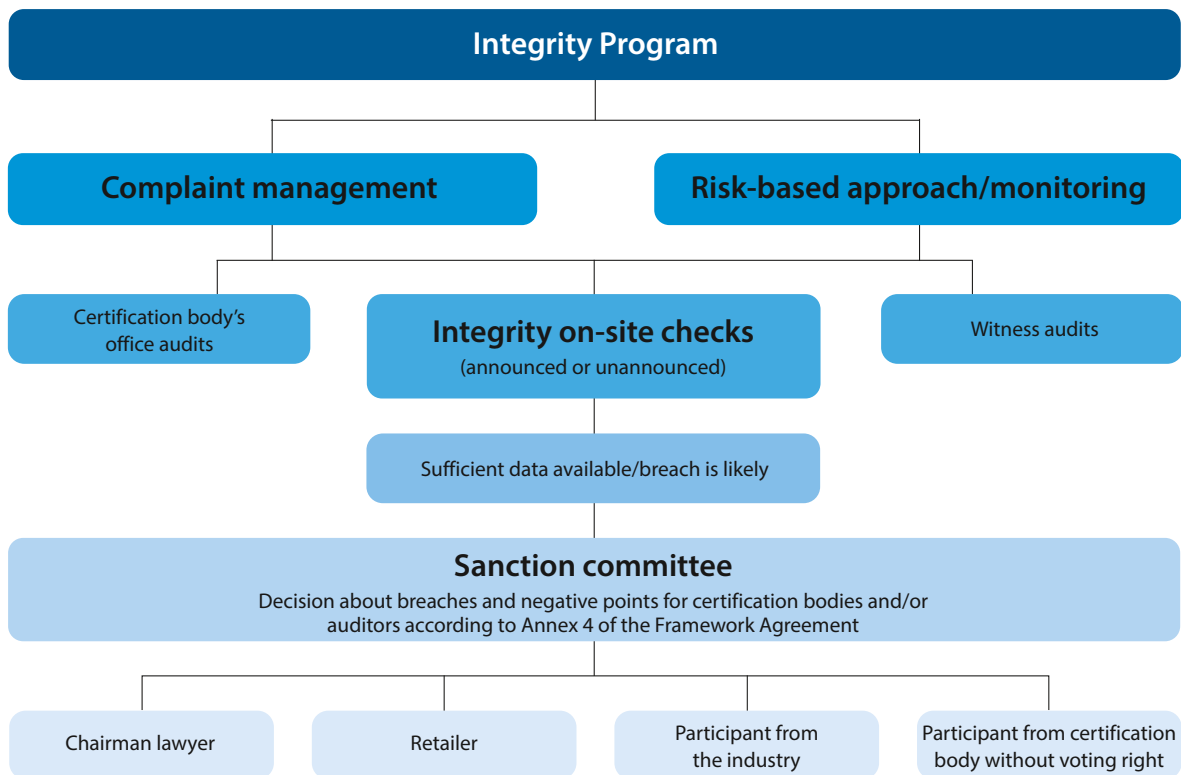 Integrity Program
Complaint management
Risk-based approach/monitoring
Certification body’s
office audits
Integrity on-site checks
(announced or unannounced)
Witness audits
Sufficient data available/breach is likely
Sanction committee
Decision about breaches and negative points for certification bodies and/or
auditors according to Annex 4 of the Framework Agreement
Chairman lawyer
Retailer
Participant from
the industry
Participant from certification
body without voting right